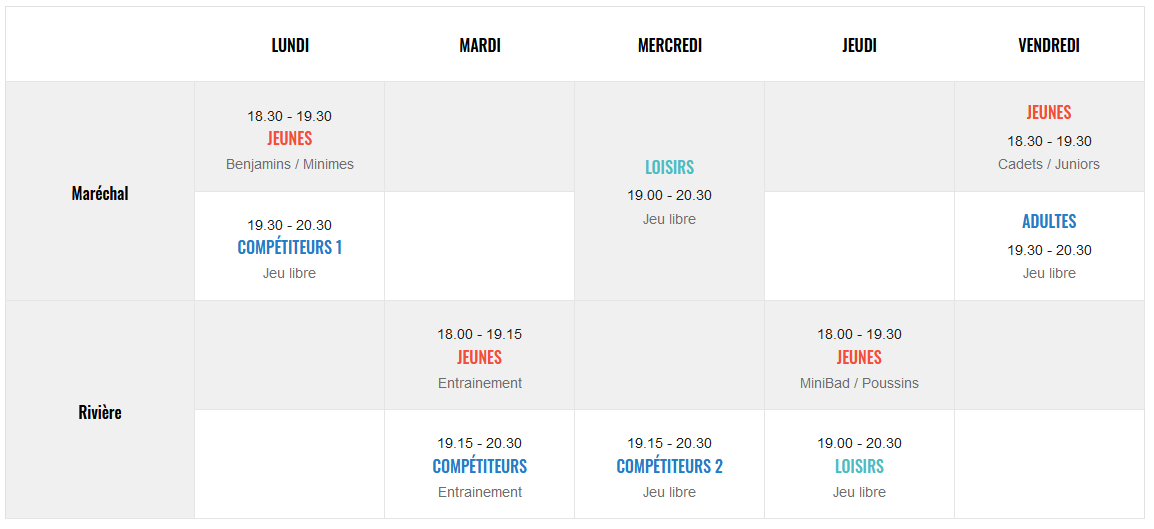 LUNDI MARDI MERCREDI JEUDI VENDREDI
Maréchal
18.30 - 19.30
JEUNES
Benjamins / Minimes
LOISIRS
19.00 - 20.30
Jeu libre
JEUNES
18.30 - 19.30
Cadets / Juniors
19.30 - 20.30
COMPÉTITEURS 1
Jeu libre
ADULTES
19.30 - 20.30
Jeu libre
Rivière
18.00 - 19.15
JEUNES
Entrainement
18.00 - 19.30
JEUNES
MiniBad / Poussins
19.15 - 20.30
COMPÉTITEURS
Entrainement
19.15 - 20.30
COMPÉTITEURS 2
Jeu libre
19.00 - 20.30
LOISIRS
Jeu libre